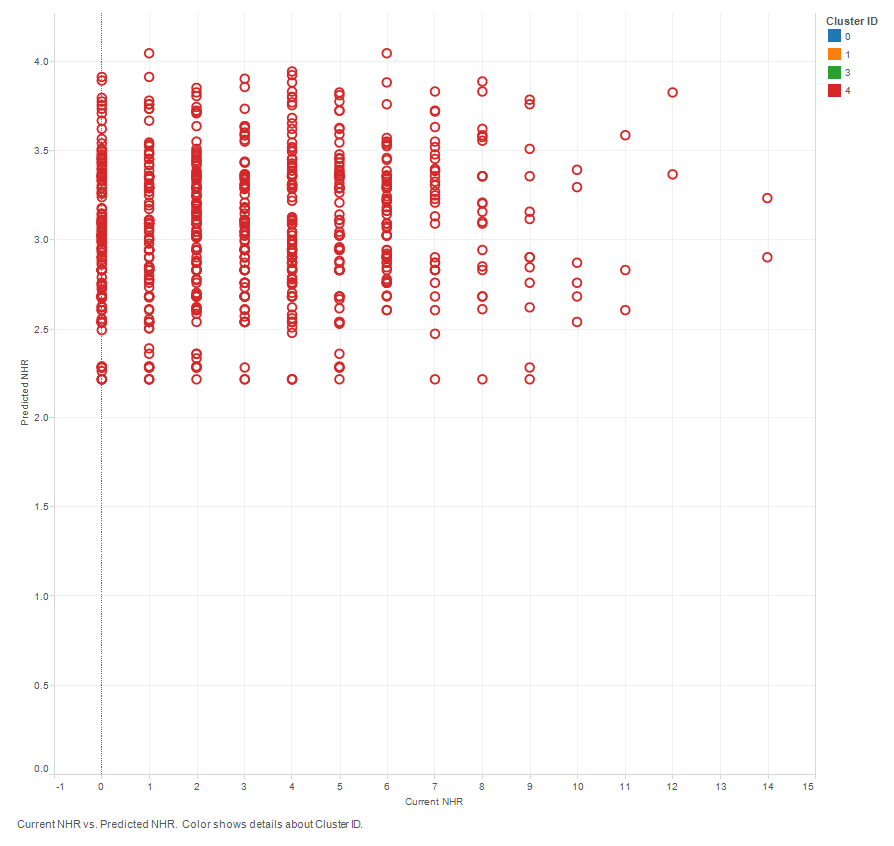 Cluster ID
0
1
3
4
4.0
3.5
3.0
2.5
2.0
1.5
1.0
0.5
0.0
Predicted NHR
-1 0 1 2 3 4 5 6 7 8 9 10 11 12 13 14 15
Current NHR
Current NHR vs. Predicted NHR. Color shows details about Cluster ID.